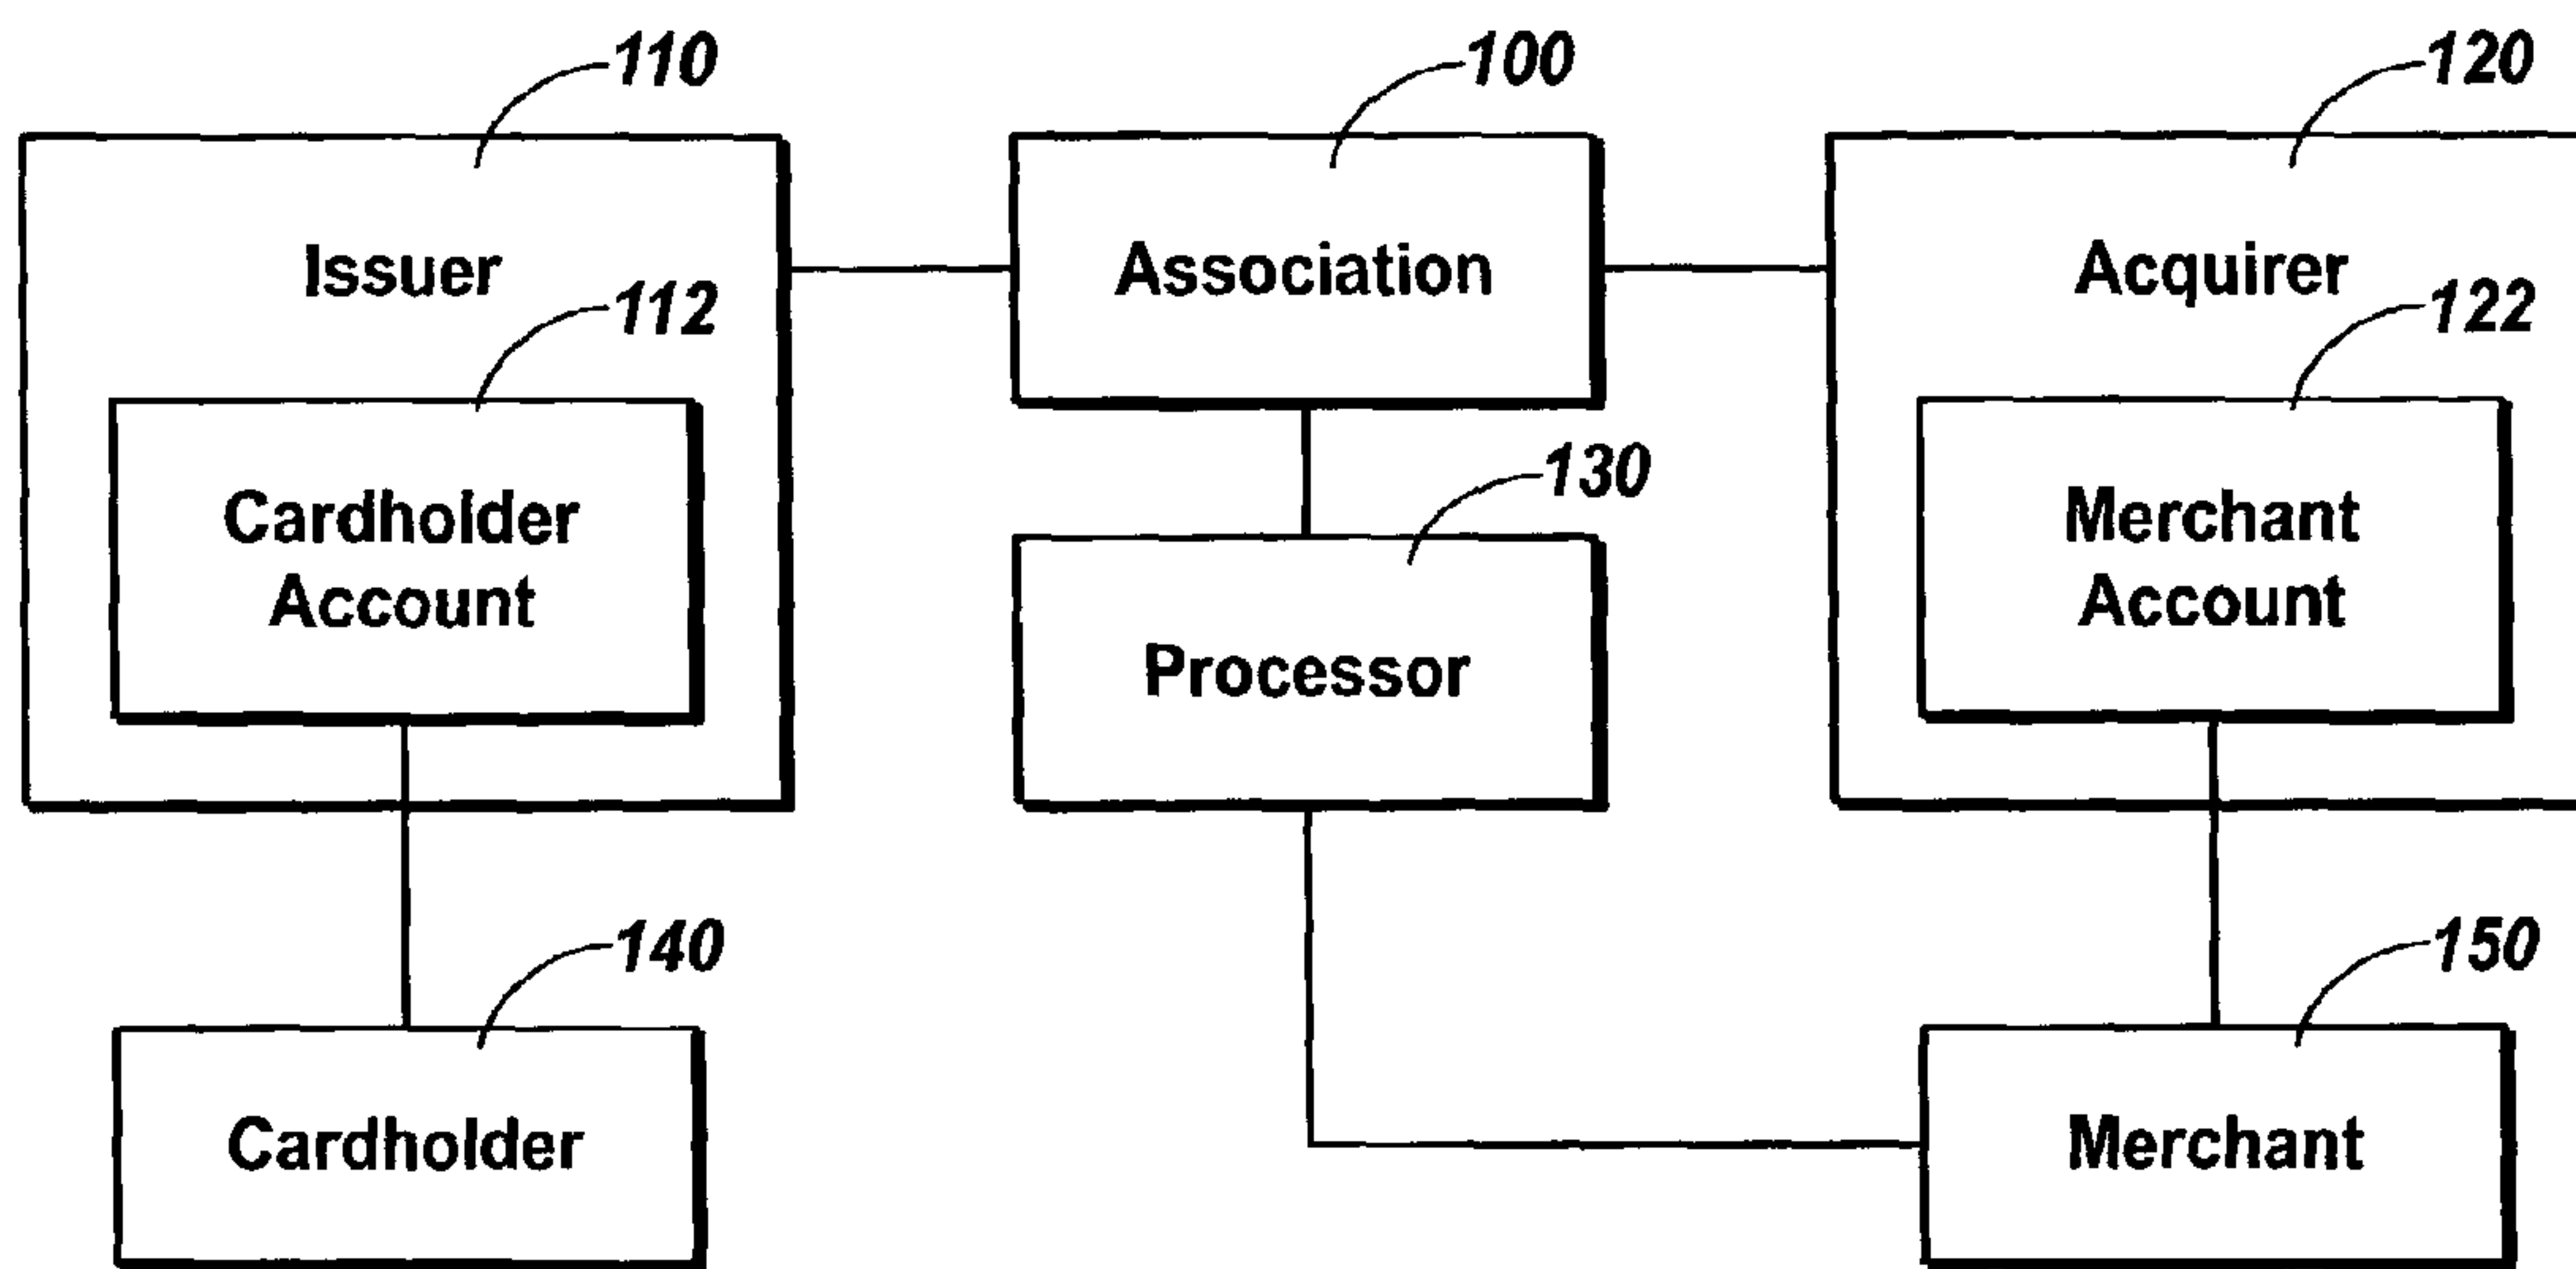 110
100
120
Issuer
Association
Acquirer
112
122
Cardholder
Account
130
Merchant
Account
Processor
140
150
Cardholder
Merchant